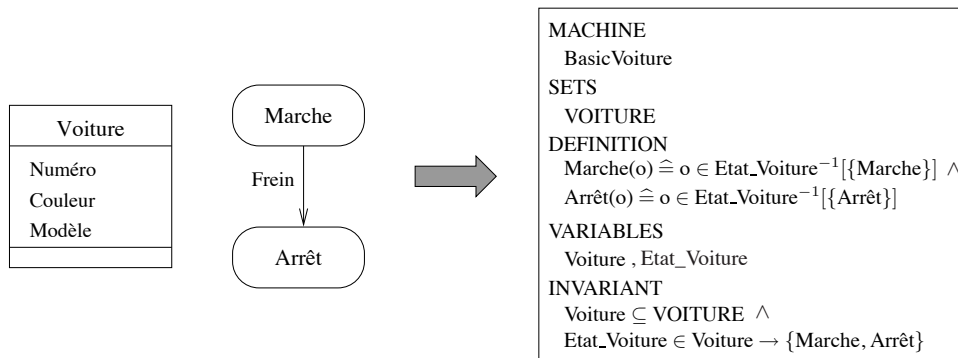 Voiture
Numéro
Couleur
Modèle
Marche
Frein
Arrêt
MACHINE
BasicVoiture
SETS
VOITURE
DEFINITION
Marche(o) ≙ o ∈ Etat_Voiture⁻¹[{Marche}] ∧
Arrêt(o) ≙ o ∈ Etat_Voiture⁻¹[{Arrêt}]
VARIABLES
Voiture , Etat_Voiture
INVARIANT
Voiture ⊆ VOITURE ∧
Etat_Voiture ∈ Voiture → {Marche, Arrêt}